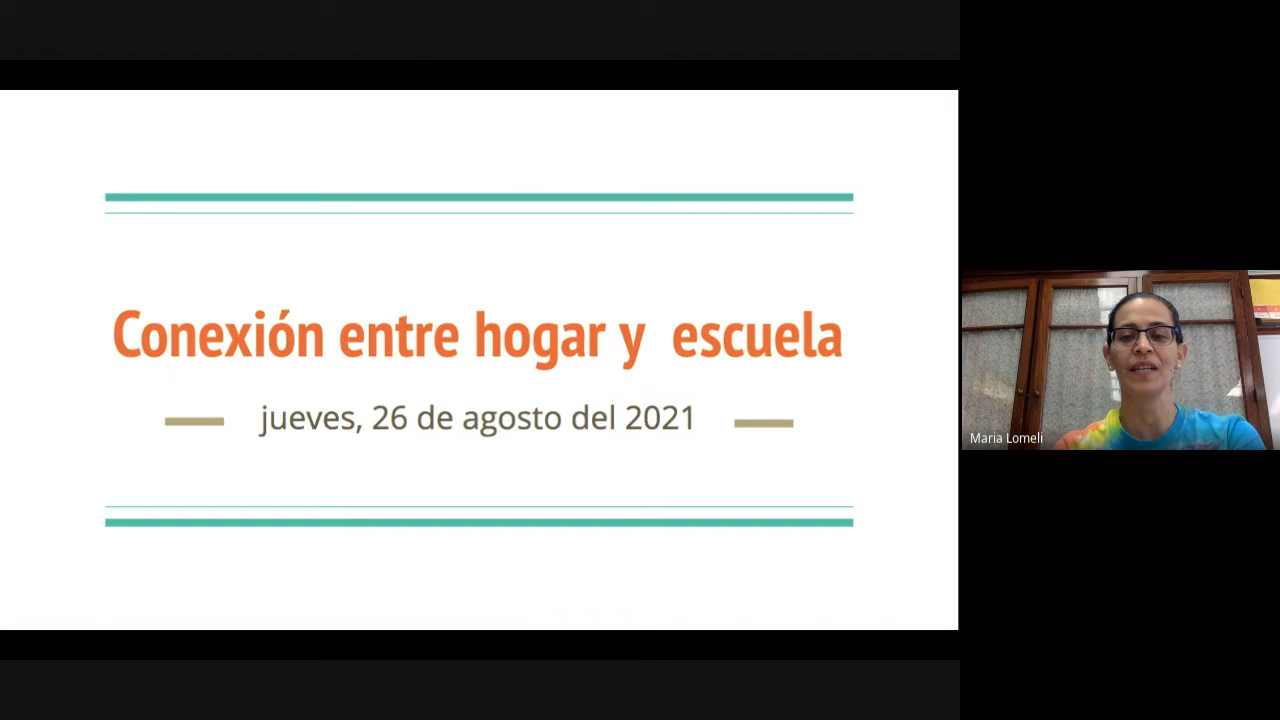 Conexión entre hogar y  escuela
jueves, 26 de agosto del 2021
Maria Lomeli